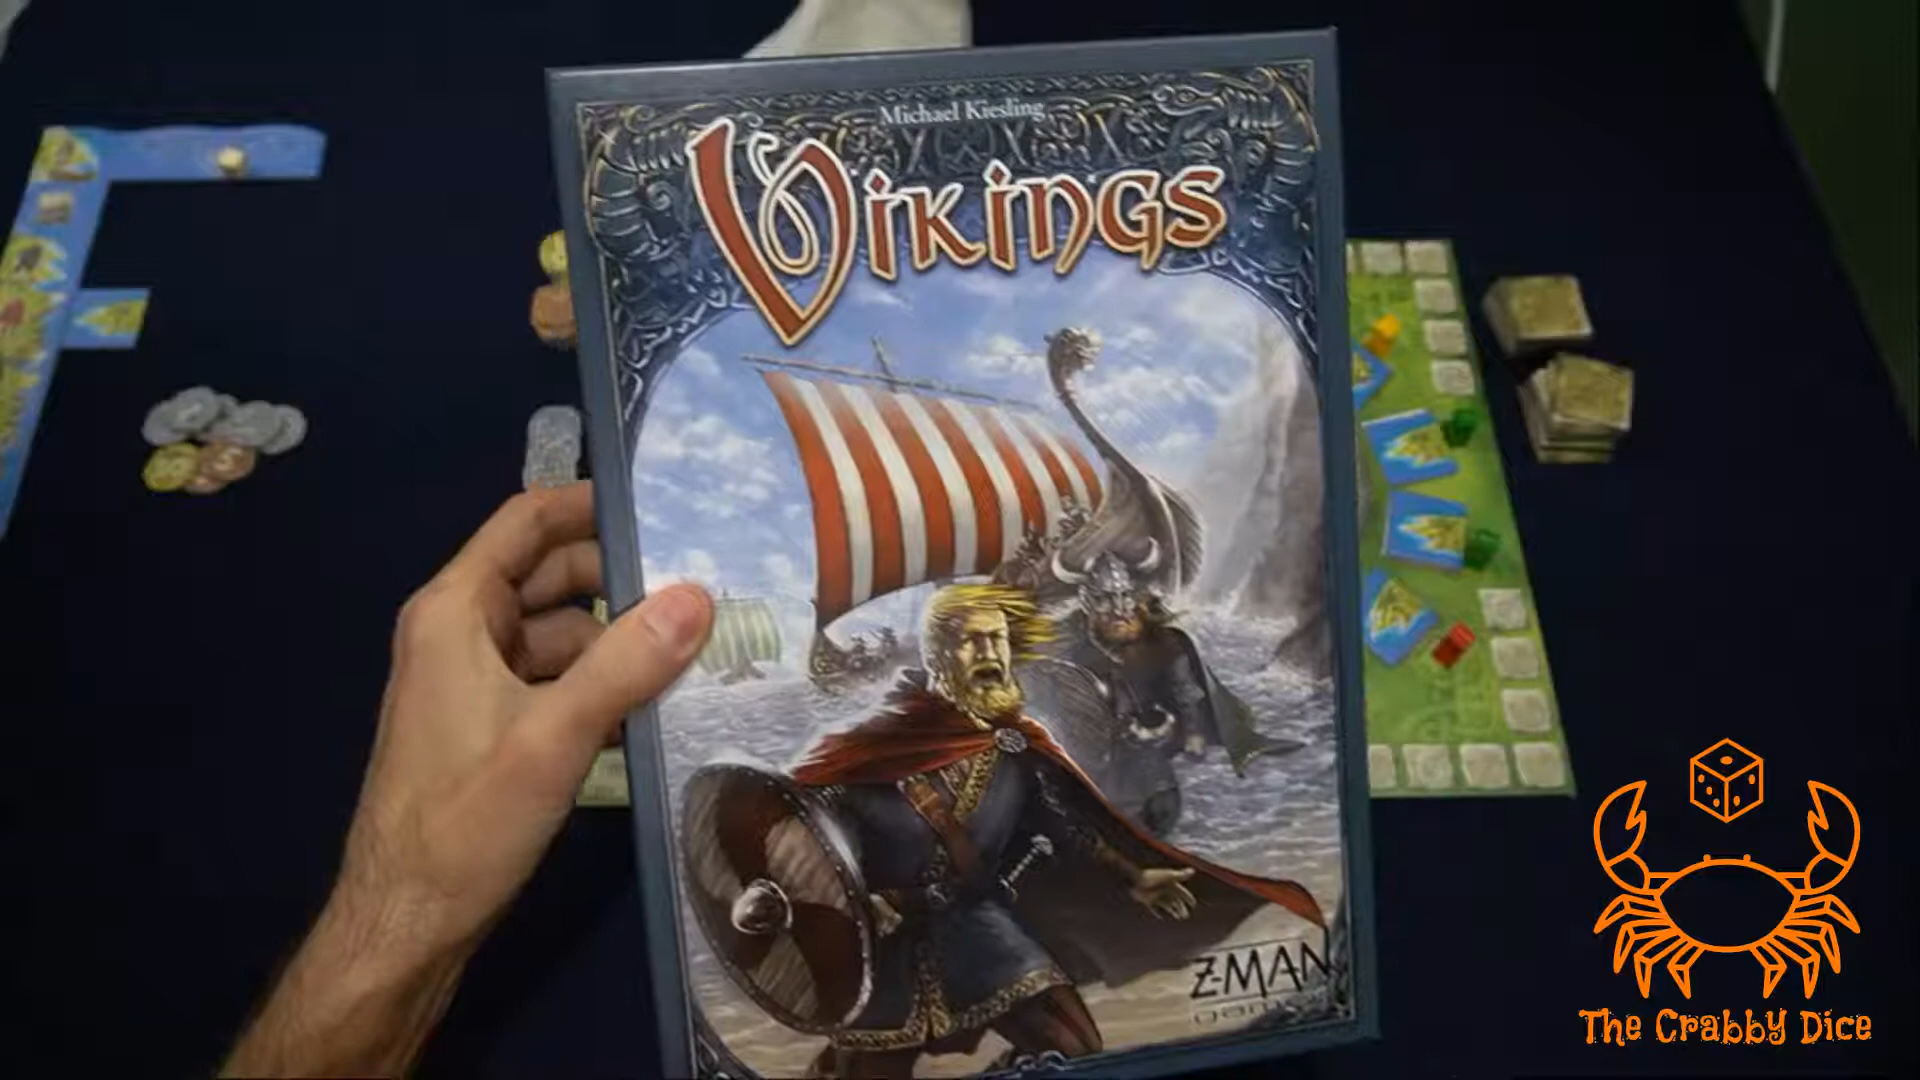 Michael Kiesling
Vikings
Z-MAN
games
The Crabby Dice